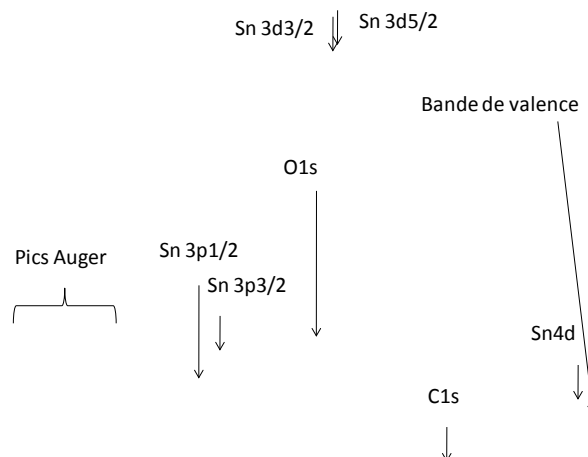 Sn 3d3/2
Sn 3d5/2
Bande de valence
O1s
Sn 3p1/2
Pics Auger
Sn 3p3/2
Sn4d
C1s